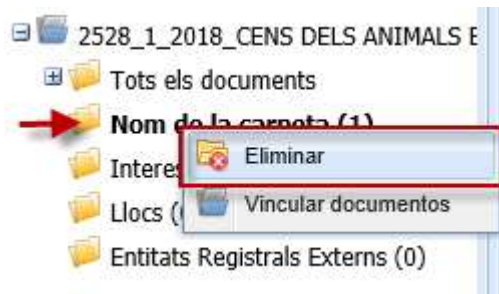 2528_1_2018_CENS DELS ANIMALS E
Tots els documents
Nom de la carpeta (1)
Eliminar
Llocs (
Vincular documentos
Entitats Registrals Externs (0)